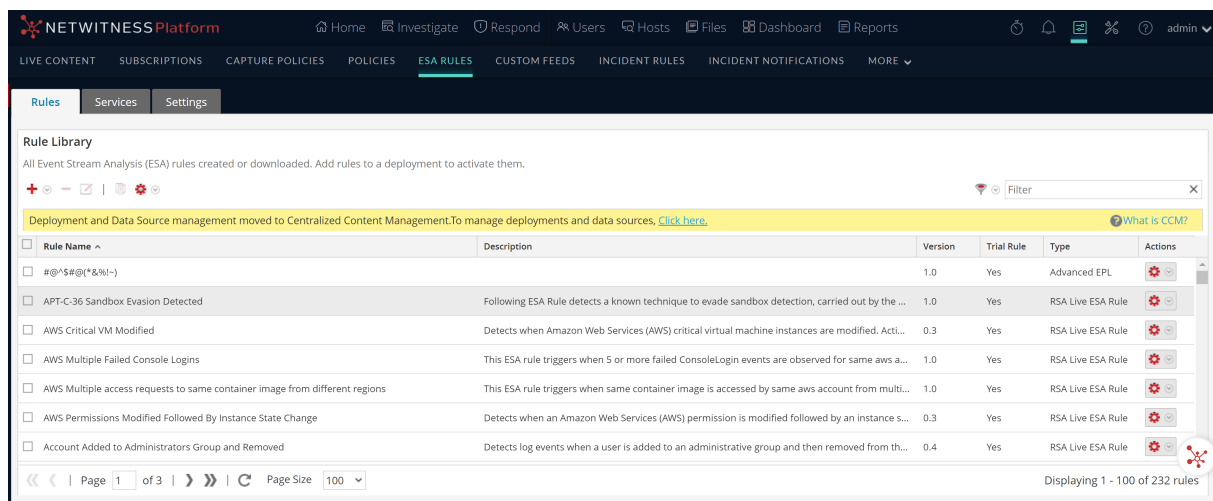 NETWITNESS Platform Home Investigate Respond Users Hosts Files Dashboard Reports admin
LIVE CONTENT SUBSCRIPTIONS CAPTURE POLICIES POLICIES ESA RULES CUSTOM FEEDS INCIDENT RULES INCIDENT NOTIFICATIONS MORE
Rules Services Settings
Rule Library
All Event Stream Analysis (ESA) rules created or downloaded. Add rules to a deployment to activate them.
Filter
Deployment and Data Source management moved to Centralized Content Management.To manage deployments and data sources, Click here. What is CCM?
Rule Name Description Version Trial Rule Type Actions
#@^$#@(*&%!~) 1.0 Yes Advanced EPL
APT-C-36 Sandbox Evasion Detected Following ESA Rule detects a known technique to evade sandbox detection, carried out by the ... 1.0 Yes RSA Live ESA Rule
AWS Critical VM Modified Detects when Amazon Web Services (AWS) critical virtual machine instances are modified. Acti... 0.3 Yes RSA Live ESA Rule
AWS Multiple Failed Console Logins This ESA rule triggers when 5 or more failed ConsoleLogin events are observed for same aws a... 1.0 Yes RSA Live ESA Rule
AWS Multiple access requests to same container image from different regions This ESA rule triggers when same container image is accessed by same aws account from multi... 1.0 Yes RSA Live ESA Rule
AWS Permissions Modified Followed By Instance State Change Detects when an Amazon Web Services (AWS) permission is modified followed by an instance s... 0.3 Yes RSA Live ESA Rule
Account Added to Administrators Group and Removed Detects log events when a user is added to an administrative group and then removed from th... 0.4 Yes RSA Live ESA Rule
Page 1 of 3 Page Size 100 Displaying 1 - 100 of 232 rules